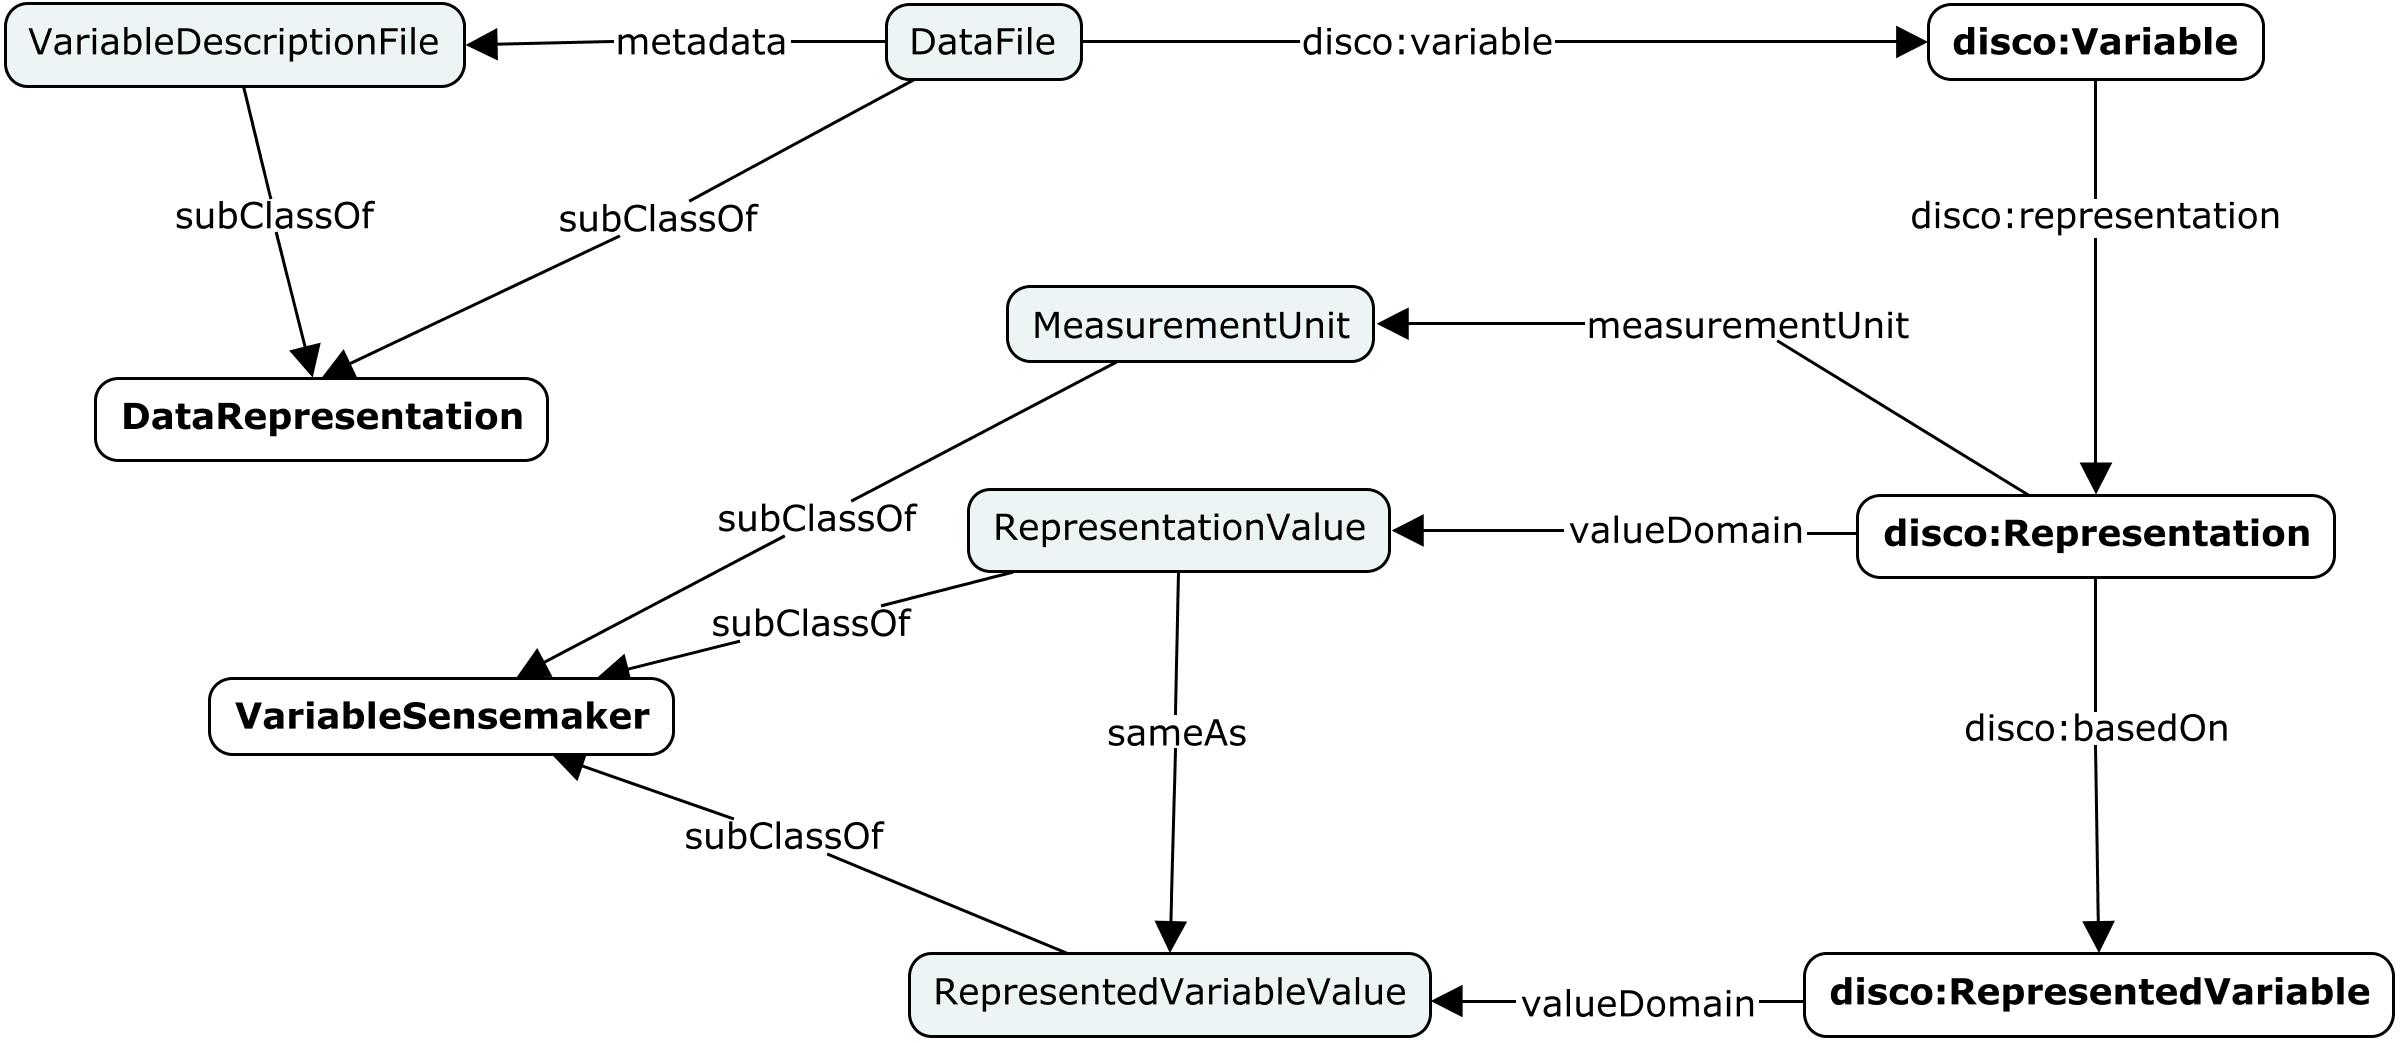 VariableDescriptionFile
metadata
DataFile
disco:variable
disco:Variable
subClassOf
subClassOf
disco:representation
MeasurementUnit
measurementUnit
DataRepresentation
subClassOf
RepresentationValue
valueDomain
disco:Representation
subClassOf
VariableSensemaker
sameAs
disco:basedOn
subClassOf
RepresentedVariableValue
valueDomain
disco:RepresentedVariable